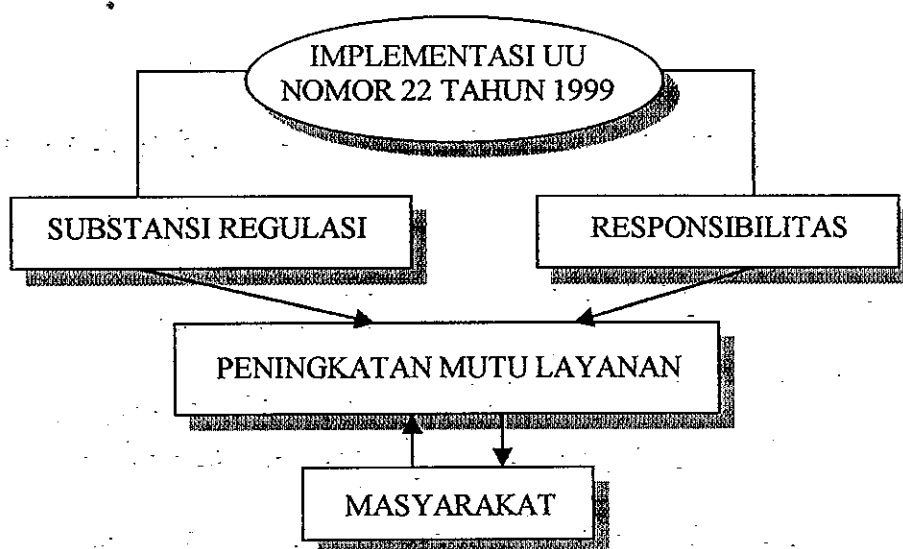 IMPLEMENTASI UU
NOMOR 22 TAHUN 1999
SUBSTANSI REGULASI
RESPONSIBILITAS
PENINGKATAN MUTU LAYANAN
MASYARAKAT